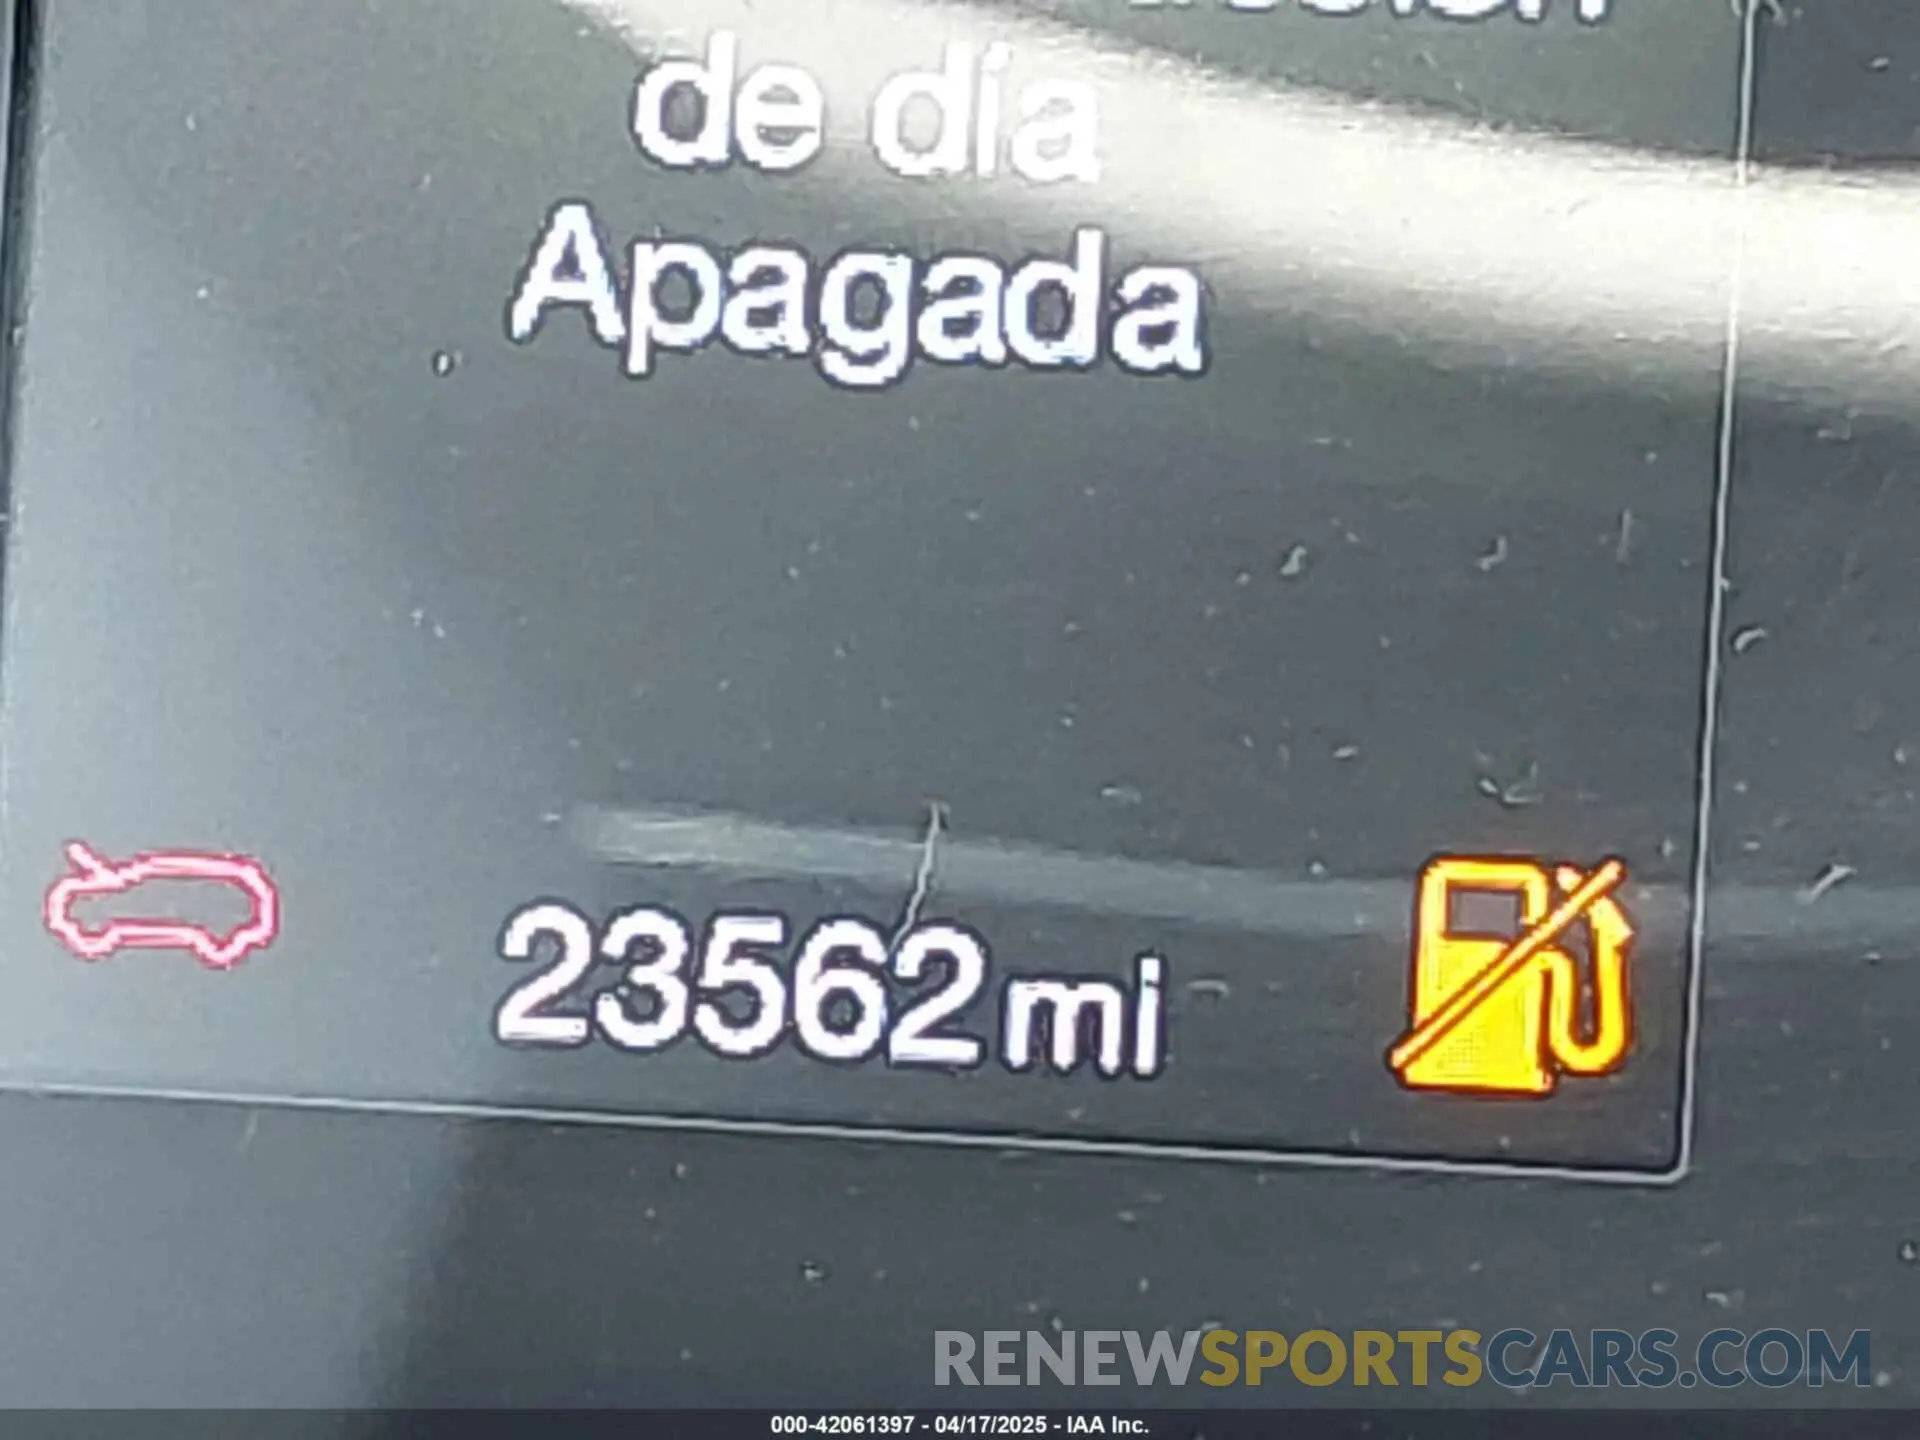 de día
Apagada
23562 mi
RENEWSPORTSCARS.COM
000-42061397 - 04/17/2025 - IAA Inc.